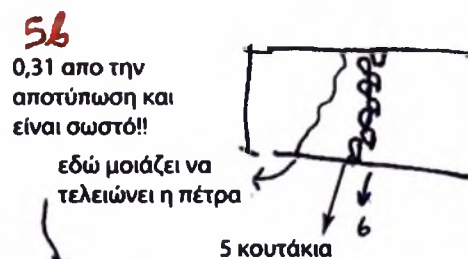 5b
0,31 απο την
αποτύπωση και
είναι σωστό!!
εδώ μοιάζει να
τελειώνει η πέτρα
6
5 κουτάκια